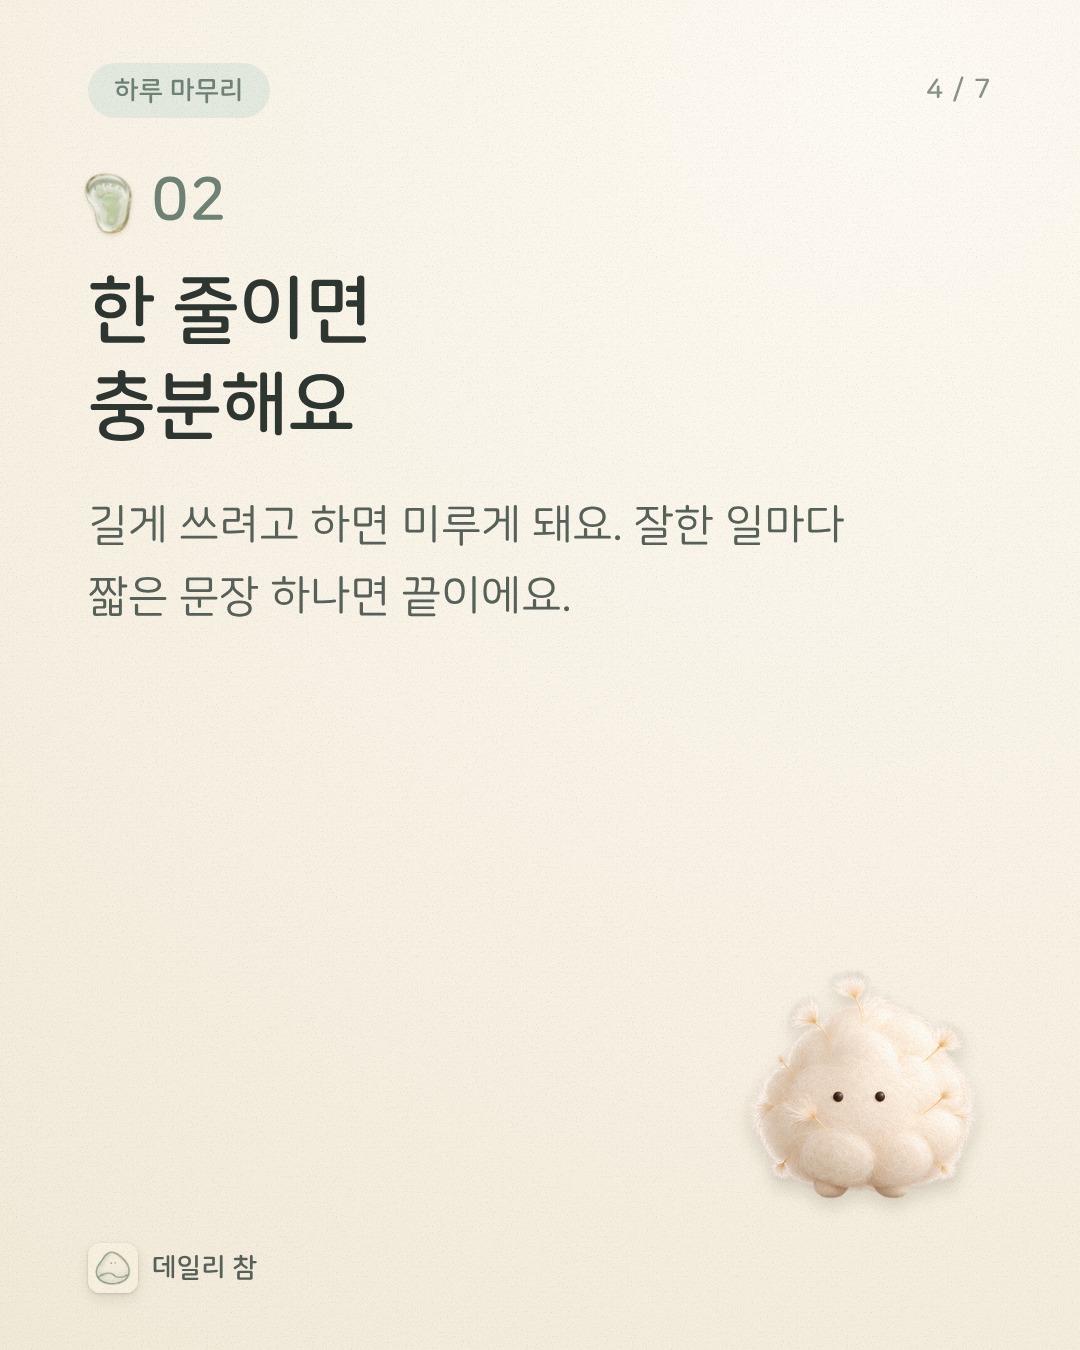 하루 마무리
4 / 7
02
한 줄이면
충분해요
길게 쓰려고 하면 미루게 돼요. 잘한 일마다
짧은 문장 하나면 끝이에요.
데일리 참